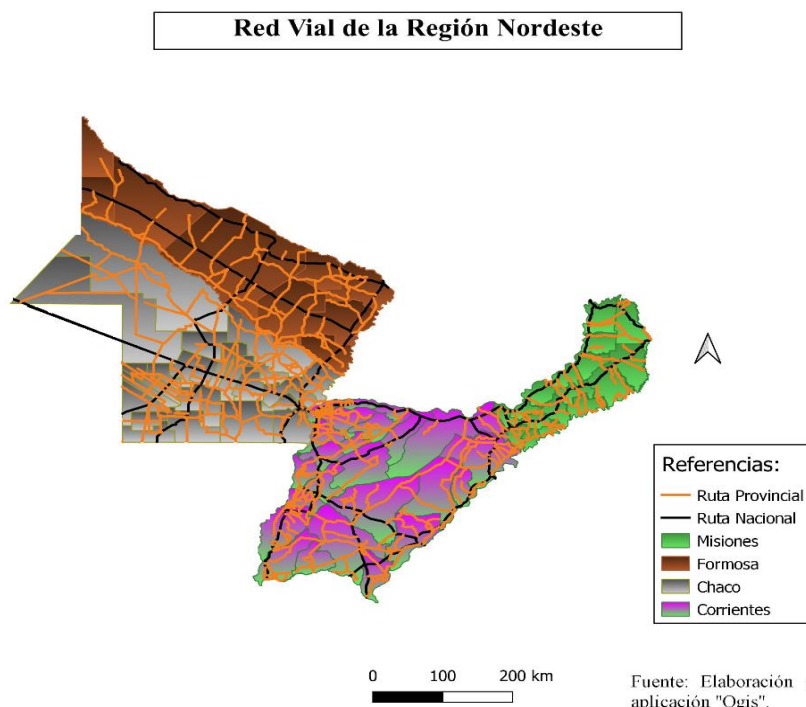 Red Vial de la Región Nordeste
Referencias:
Ruta Provincial
Ruta Nacional
Misiones
Formosa
Chaco
Corrientes
0 100 200 km
Fuente: Elaboración
aplicación "Qgis".